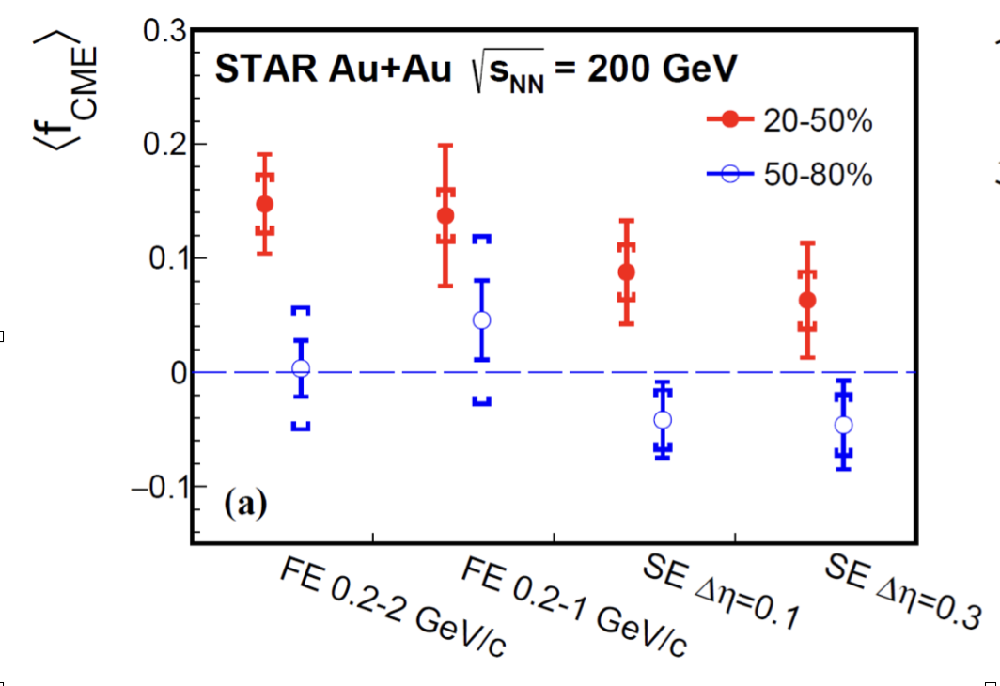 ⟨f_CME⟩
0.3
0.2
0.1
0
−0.1
STAR Au+Au √s_NN = 200 GeV
20-50%
50-80%
(a)
FE 0.2-2 GeV/c
FE 0.2-1 GeV/c
SE Δη=0.1
SE Δη=0.3